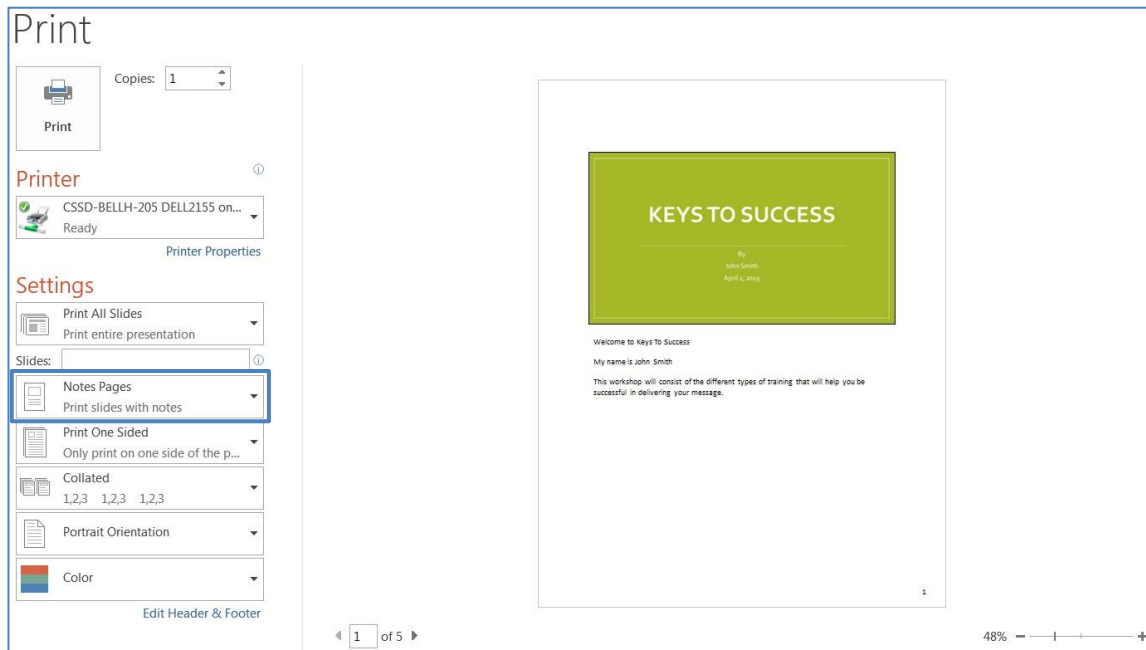 Print
Copies: 1
Print
Printer
CSSD-BELLH-205 DELL2155 on...
Ready
Printer Properties
Settings
Print All Slides
Print entire presentation
Slides:
Notes Pages
Print slides with notes
Print One Sided
Only print on one side of the p...
Collated
1,2,3 1,2,3 1,2,3
Portrait Orientation
Color
Edit Header & Footer
KEYS TO SUCCESS
By
John Smith
April 2, 2015
Welcome to Keys To Success
My name is John Smith
This workshop will consist of the different types of training that will help you be
successful in delivering your message.
1
1 of 5
48%